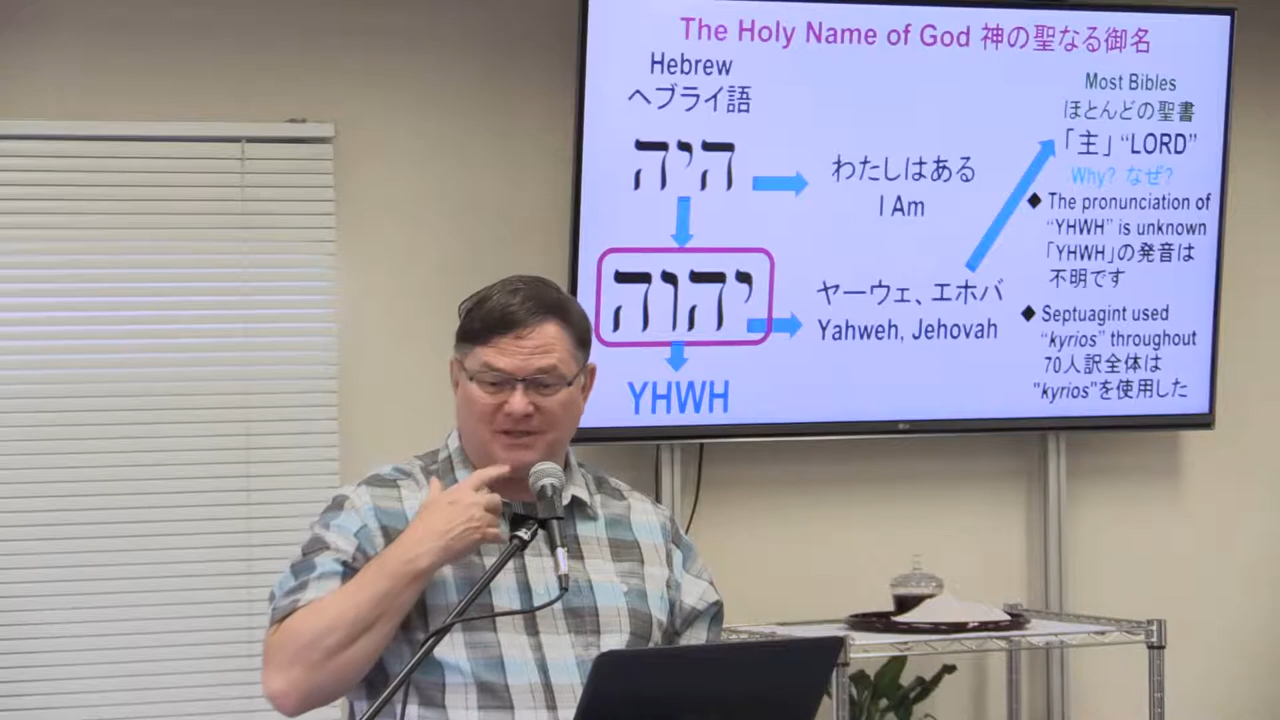 The Holy Name of God 神の聖なる御名
Hebrew
ヘブライ語
היה
わたしはある
I Am
יהוה
ヤーウェ、エホバ
Yahweh, Jehovah
YHWH
Most Bibles
ほとんどの聖書
「主」 “LORD”
Why? なぜ?
◆ The pronunciation of
“YHWH” is unknown
「YHWH」の発音は
不明です
◆ Septuagint used
“kyrios” throughout
70人訳全体は
"kyrios"を使用した
LG